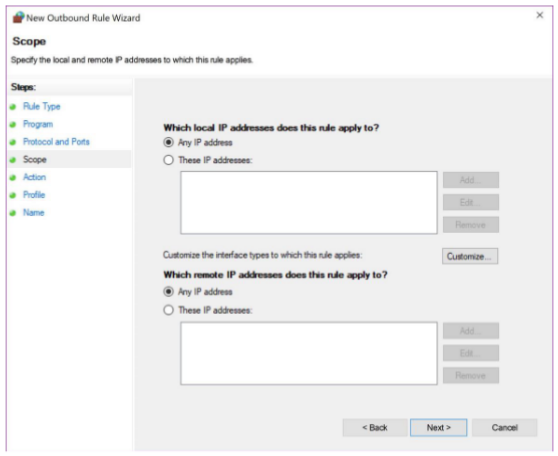 New Outbound Rule Wizard
Scope
Specify the local and remote IP addresses to which this rule applies.
Steps:
Rule Type
Program
Protocol and Ports
Scope
Action
Profile
Name
Which local IP addresses does this rule apply to?
Any IP address
These IP addresses:
Add...
Edit...
Remove
Customize the interface types to which this rule applies:
Customize...
Which remote IP addresses does this rule apply to?
Any IP address
These IP addresses:
Add...
Edit...
Remove
< Back
Next >
Cancel